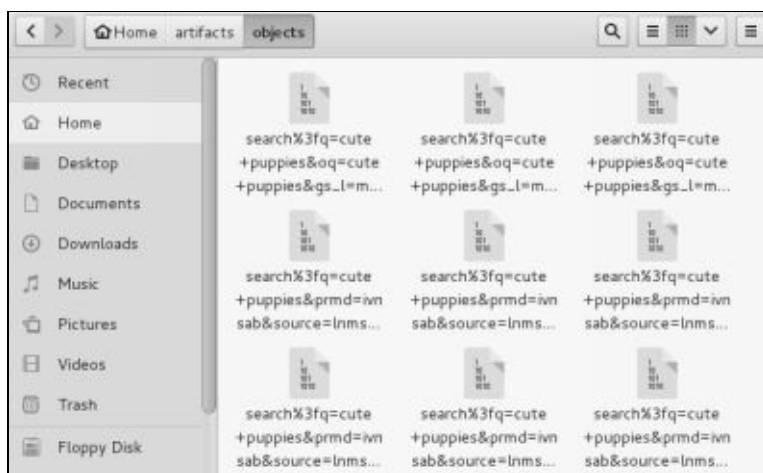 Home artifacts objects
Recent
Home
Desktop
Documents
Downloads
Music
Pictures
Videos
Trash
Floppy Disk
search%3fq=cute
+puppies&oq=cute
+puppies&gs_l=m...
search%3fq=cute
+puppies&oq=cute
+puppies&gs_l=m...
search%3fq=cute
+puppies&oq=cute
+puppies&gs_l=m...
search%3fq=cute
+puppies&prmd=ivn
sab&source=lnms...
search%3fq=cute
+puppies&prmd=ivn
sab&source=lnms...
search%3fq=cute
+puppies&prmd=ivn
sab&source=lnms...
search%3fq=cute
+puppies&prmd=ivn
sab&source=lnms...
search%3fq=cute
+puppies&prmd=ivn
sab&source=lnms...
search%3fq=cute
+puppies&prmd=ivn
sab&source=lnms...